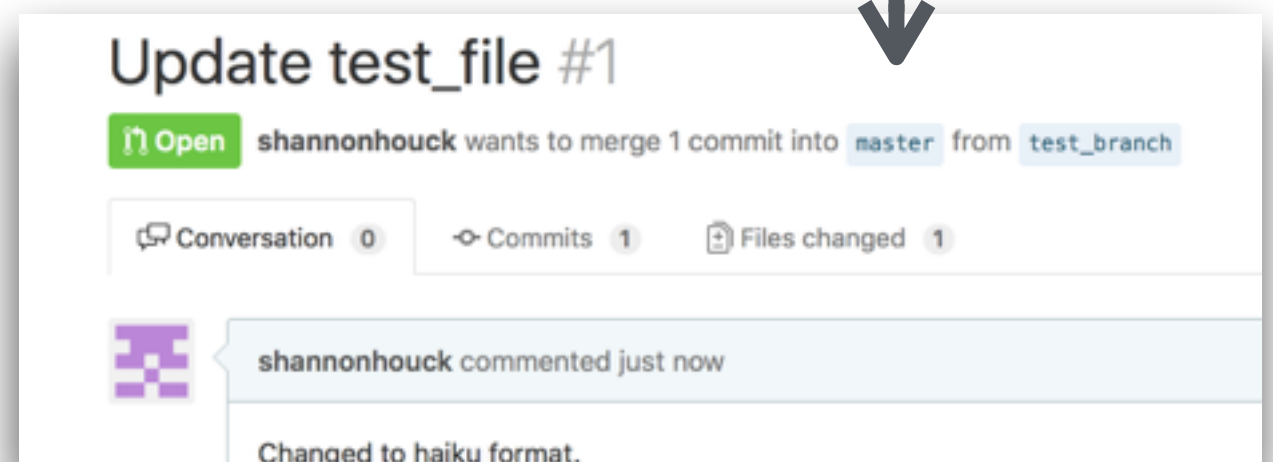 Update test_file #1
Open shannonhouck wants to merge 1 commit into master from test_branch
Conversation 0 Commits 1 Files changed 1
shannonhouck commented just now
Changed to haiku format.